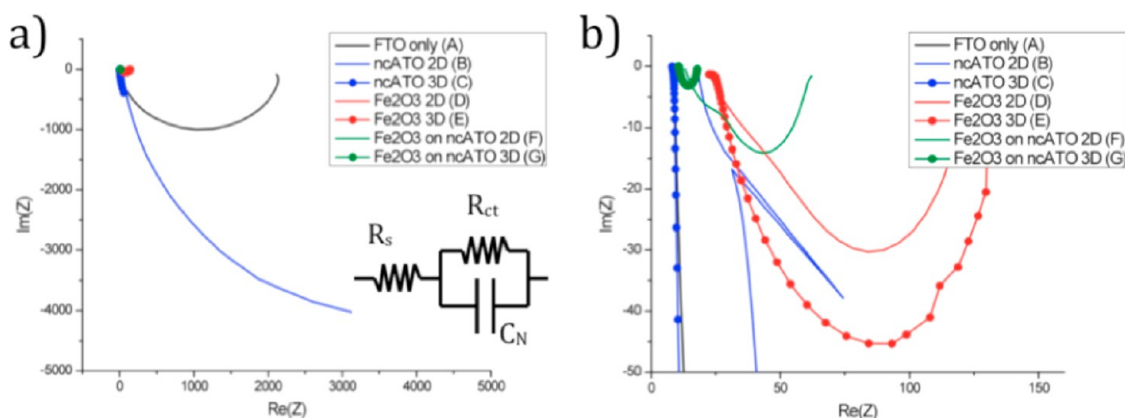 a)
Im(Z)
0
-1000
-2000
-3000
-4000
-5000
FTO only (A)
ncATO 2D (B)
ncATO 3D (C)
Fe2O3 2D (D)
Fe2O3 3D (E)
Fe2O3 on ncATO 2D (F)
Fe2O3 on ncATO 3D (G)
Rs
Rct
CN
0 1000 2000 3000 4000 5000
Re(Z)
b)
Im(Z)
0
-10
-20
-30
-40
-50
FTO only (A)
ncATO 2D (B)
ncATO 3D (C)
Fe2O3 2D (D)
Fe2O3 3D (E)
Fe2O3 on ncATO 2D (F)
Fe2O3 on ncATO 3D (G)
0 50 100 150
Re(Z)